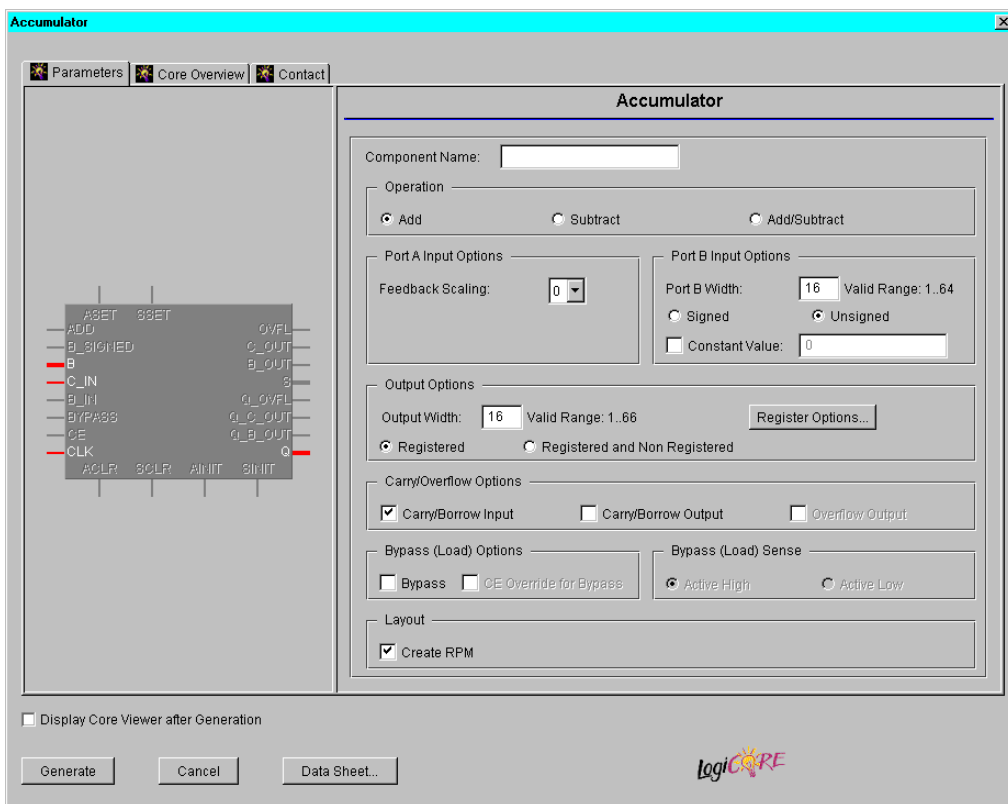 Accumulator
Parameters Core Overview Contact
Accumulator
Component Name:
Operation
Add Subtract Add/Subtract
Port A Input Options
Feedback Scaling: 0
Port B Input Options
Port B Width: 16 Valid Range: 1..64
Signed Unsigned
Constant Value: 0
Output Options
Output Width: 16 Valid Range: 1..66 Register Options...
Registered Registered and Non Registered
Carry/Overflow Options
Carry/Borrow Input Carry/Borrow Output Overflow Output
Bypass (Load) Options
Bypass CE Override for Bypass
Bypass (Load) Sense
Active High Active Low
Layout
Create RPM
ASET SSET
ADD OVFL
B_SIGNED C_OUT
B B_OUT
C_IN S
B_IN Q_OVFL
BYPASS Q_C_OUT
CE Q_B_OUT
CLK Q
ACLR SCLR AINIT SINIT
Display Core Viewer after Generation
Generate Cancel Data Sheet...
LogiCORE